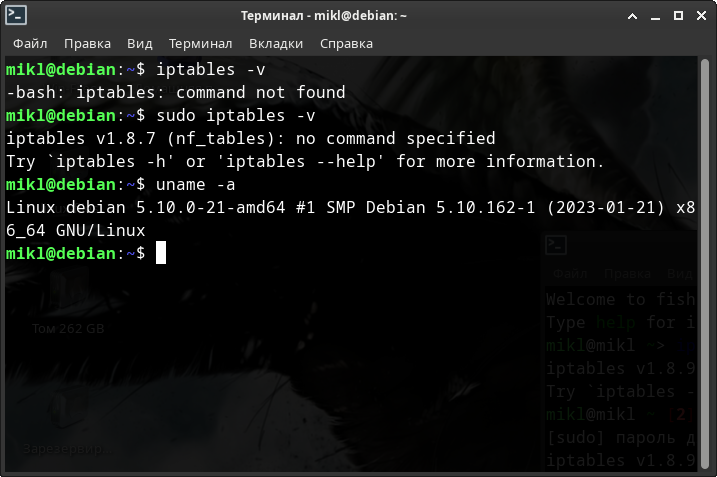 Терминал - mikl@debian: ~
Файл Правка Вид Терминал Вкладки Справка
mikl@debian:~$ iptables -v
-bash: iptables: command not found
mikl@debian:~$ sudo iptables -v
iptables v1.8.7 (nf_tables): no command specified
Try `iptables -h' or 'iptables --help' for more information.
mikl@debian:~$ uname -a
Linux debian 5.10.0-21-amd64 #1 SMP Debian 5.10.162-1 (2023-01-21) x8
6_64 GNU/Linux
mikl@debian:~$
Том 262 GB
Зарезервир...
Файл Правка Вид
Welcome to fish
Type help for i
mikl@mikl ~>
iptables v1.8.9
Try `iptables -
mikl@mikl ~ [2]
[sudo] пароль д
iptables v1.8.9